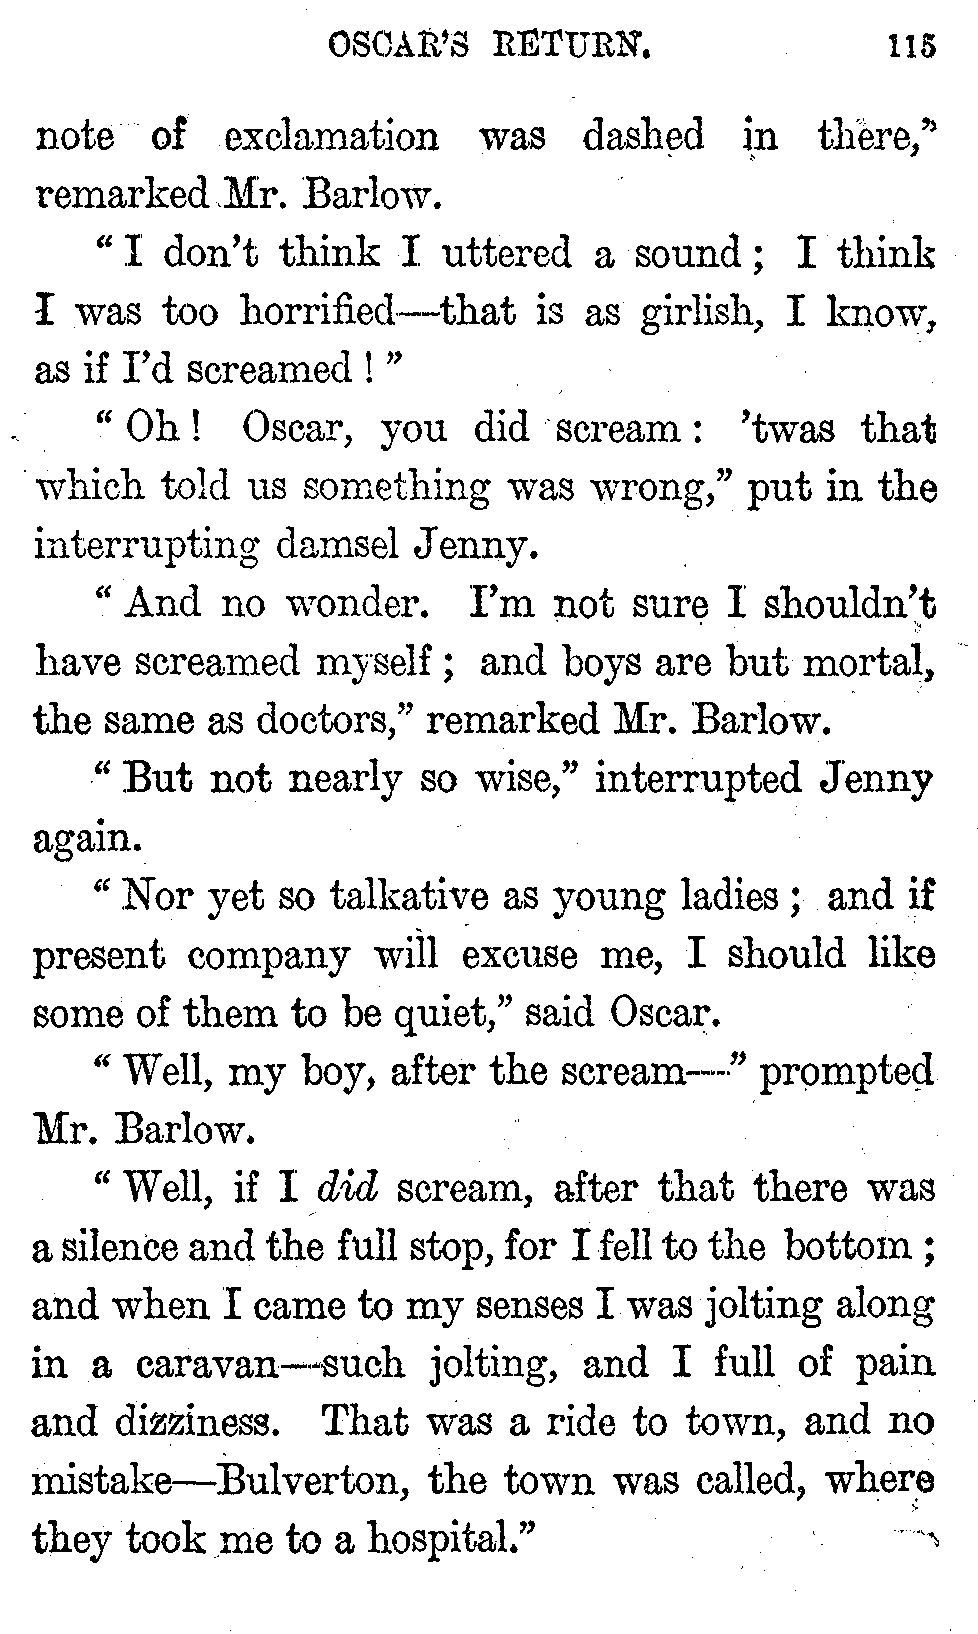 OSCAR'S RETURN. 115
note of exclamation was dashed in there,"
remarked Mr. Barlow.
"I don't think I uttered a sound; I think
I was too horrified—that is as girlish, I know,
as if I'd screamed!"
"Oh! Oscar, you did scream: 'twas that
which told us something was wrong," put in the
interrupting damsel Jenny.
"And no wonder. I'm not sure I shouldn't
have screamed myself; and boys are but mortal,
the same as doctors," remarked Mr. Barlow.
"But not nearly so wise," interrupted Jenny
again.
"Nor yet so talkative as young ladies; and if
present company will excuse me, I should like
some of them to be quiet," said Oscar.
"Well, my boy, after the scream—" prompted
Mr. Barlow.
"Well, if I did scream, after that there was
a silence and the full stop, for I fell to the bottom;
and when I came to my senses I was jolting along
in a caravan—such jolting, and I full of pain
and dizziness. That was a ride to town, and no
mistake—Bulverton, the town was called, where
they took me to a hospital."